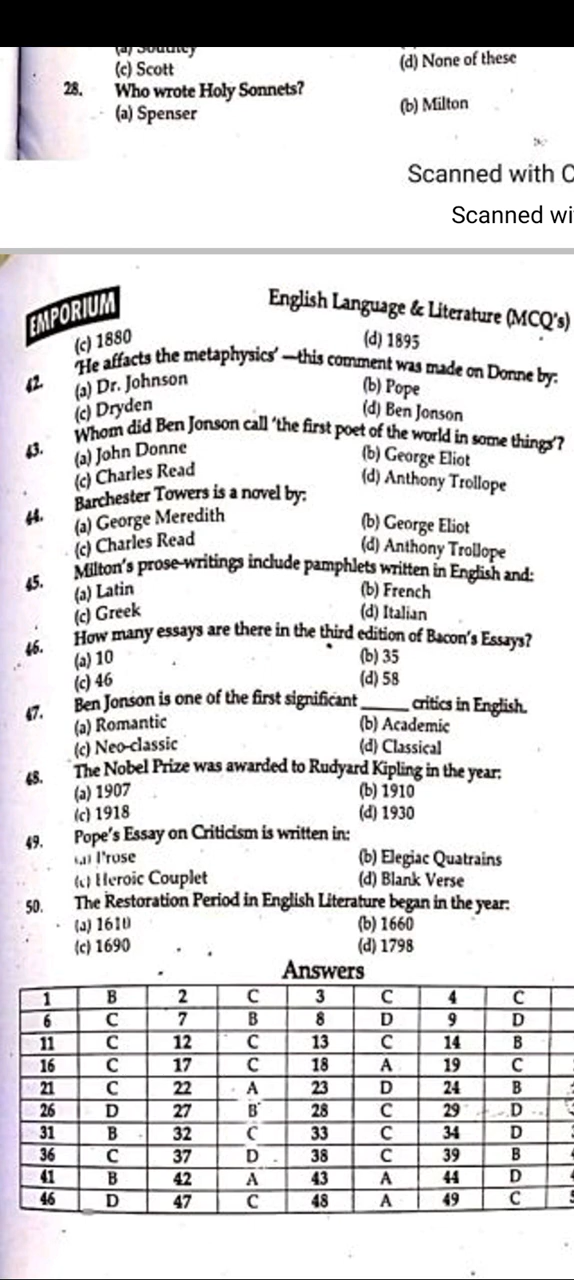 (a) Southey
(c) Scott (d) None of these
28. Who wrote Holy Sonnets?
(a) Spenser (b) Milton
Scanned with C
Scanned wi
EMPORIUM English Language & Literature (MCQ's)
(c) 1880 (d) 1895
42. 'He affacts the metaphysics' —this comment was made on Donne by:
(a) Dr. Johnson (b) Pope
(c) Dryden (d) Ben Jonson
43. Whom did Ben Jonson call 'the first poet of the world in some things'?
(a) John Donne (b) George Eliot
(c) Charles Read (d) Anthony Trollope
44. Barchester Towers is a novel by:
(a) George Meredith (b) George Eliot
(c) Charles Read (d) Anthony Trollope
45. Milton's prose-writings include pamphlets written in English and:
(a) Latin (b) French
(c) Greek (d) Italian
46. How many essays are there in the third edition of Bacon's Essays?
(a) 10 (b) 35
(c) 46 (d) 58
47. Ben Jonson is one of the first significant _____ critics in English.
(a) Romantic (b) Academic
(c) Neo-classic (d) Classical
48. The Nobel Prize was awarded to Rudyard Kipling in the year:
(a) 1907 (b) 1910
(c) 1918 (d) 1930
49. Pope's Essay on Criticism is written in:
(a) Prose (b) Elegiac Quatrains
(c) Heroic Couplet (d) Blank Verse
50. The Restoration Period in English Literature began in the year:
(a) 1610 (b) 1660
(c) 1690 (d) 1798
Answers
1 B 2 C 3 C 4 C
6 C 7 B 8 D 9 D
11 C 12 C 13 C 14 B
16 C 17 C 18 A 19 C
21 C 22 A 23 D 24 B
26 D 27 B 28 C 29 D
31 B 32 C 33 C 34 D
36 C 37 D 38 C 39 B
41 B 42 A 43 A 44 D
46 D 47 C 48 A 49 C